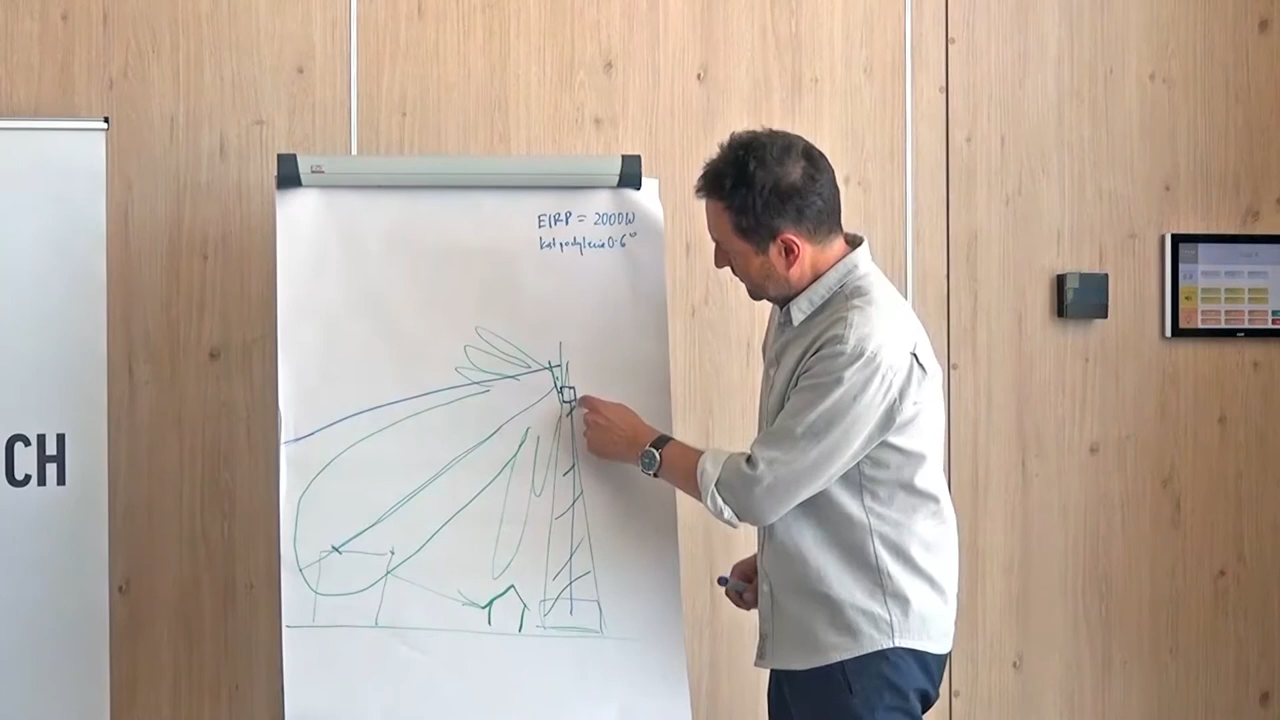 EIRP = 2000W
kąt pochylenia 0-6°
CH